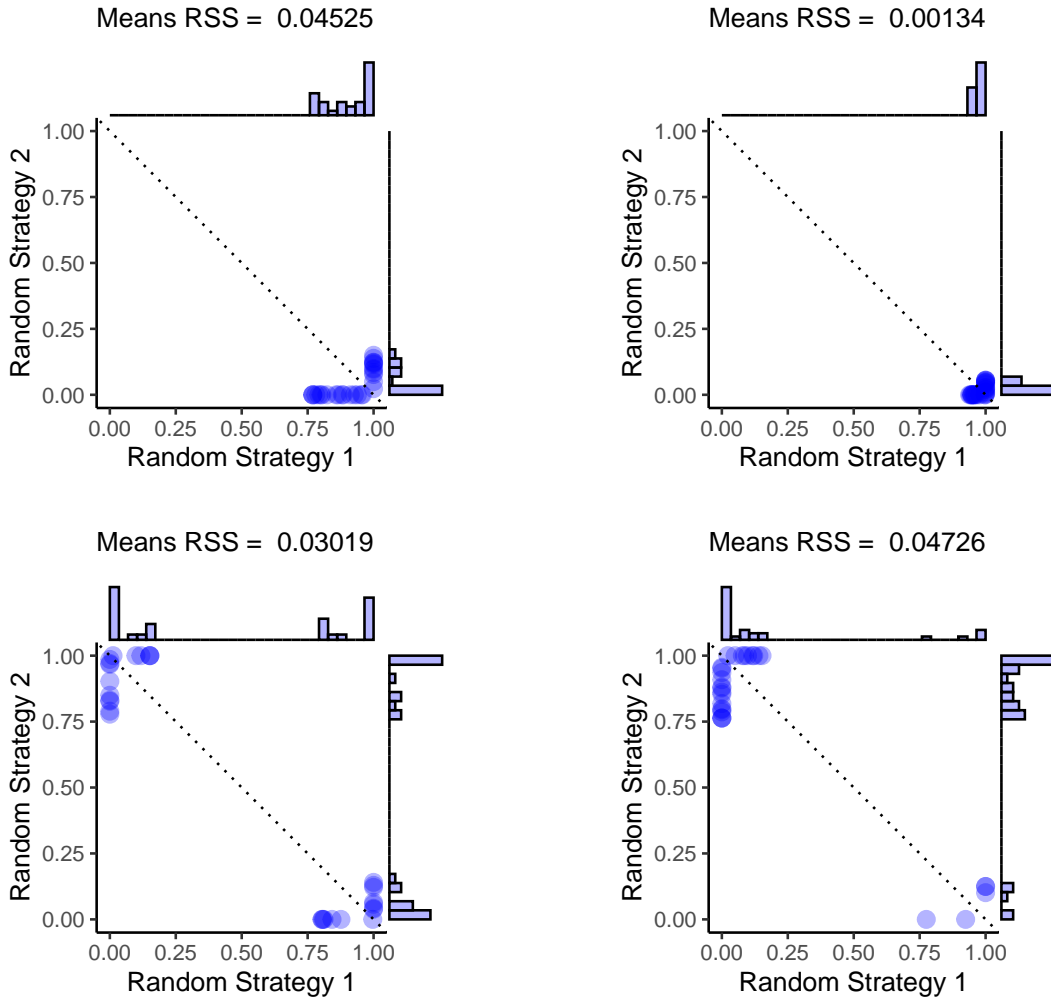 Means RSS =  0.04525
1.00
0.75
0.50
0.25
0.00
Random Strategy 2
0.00 0.25 0.50 0.75 1.00
Random Strategy 1
Means RSS =  0.00134
1.00
0.75
0.50
0.25
0.00
Random Strategy 2
0.00 0.25 0.50 0.75 1.00
Random Strategy 1
Means RSS =  0.03019
1.00
0.75
0.50
0.25
0.00
Random Strategy 2
0.00 0.25 0.50 0.75 1.00
Random Strategy 1
Means RSS =  0.04726
1.00
0.75
0.50
0.25
0.00
Random Strategy 2
0.00 0.25 0.50 0.75 1.00
Random Strategy 1